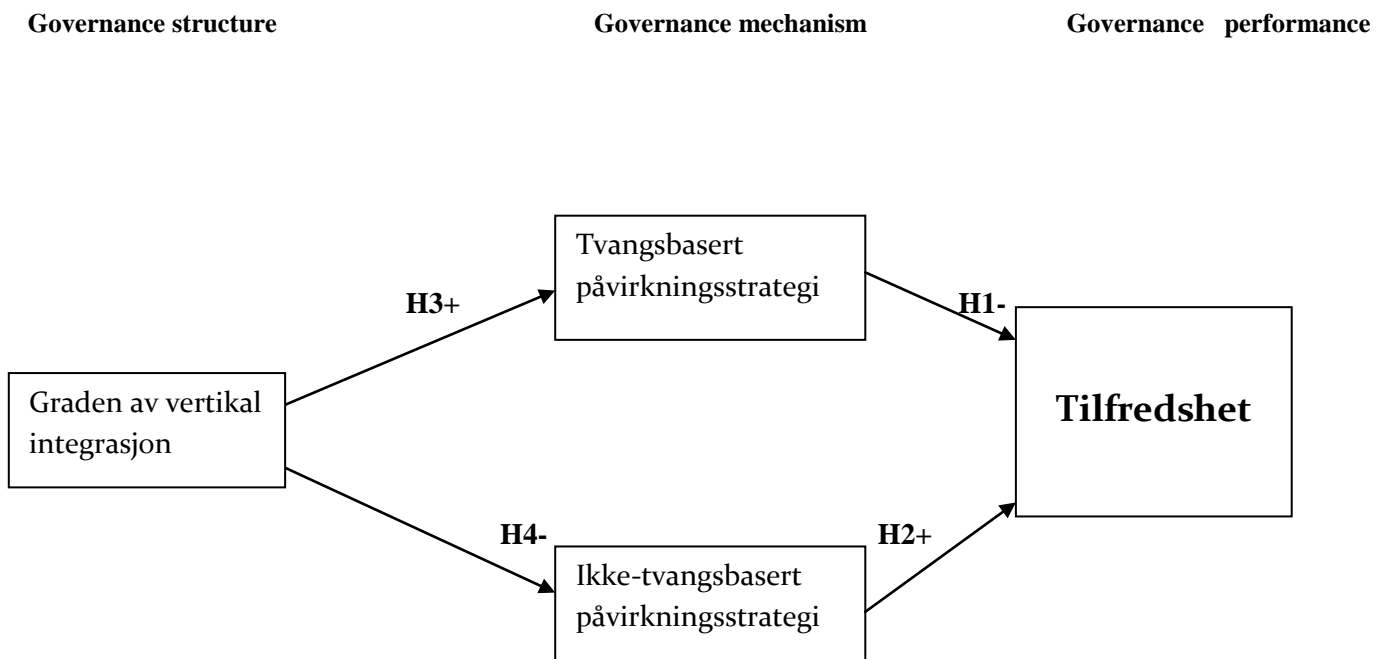 Governance structure
Governance mechanism
Governance performance
Tvangsbasert
påvirkningsstrategi
H3+
H1-
Graden av vertikal
integrasjon
Tilfredshet
H4-
H2+
Ikke-tvangsbasert
påvirkningsstrategi